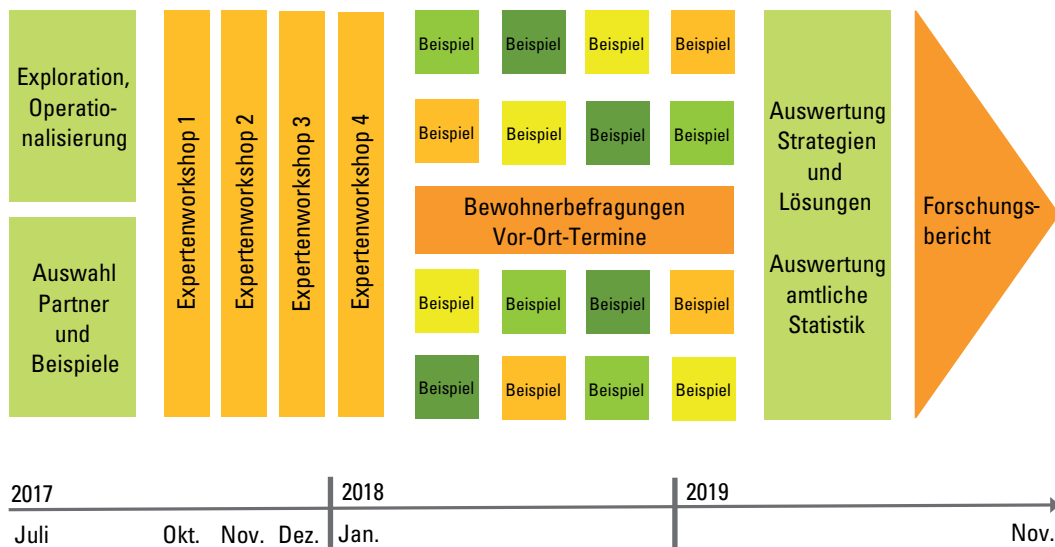 Exploration,
Operatio-
nalisierung
Auswahl
Partner
und
Beispiele
Expertenworkshop 1
Expertenworkshop 2
Expertenworkshop 3
Expertenworkshop 4
Beispiel Beispiel Beispiel Beispiel
Beispiel Beispiel Beispiel Beispiel
Bewohnerbefragungen
Vor-Ort-Termine
Beispiel Beispiel Beispiel Beispiel
Beispiel Beispiel Beispiel Beispiel
Auswertung
Strategien
und
Lösungen
Auswertung
amtliche
Statistik
Forschungs-
bericht
2017 2018 2019
Juli Okt. Nov. Dez. Jan. Nov.